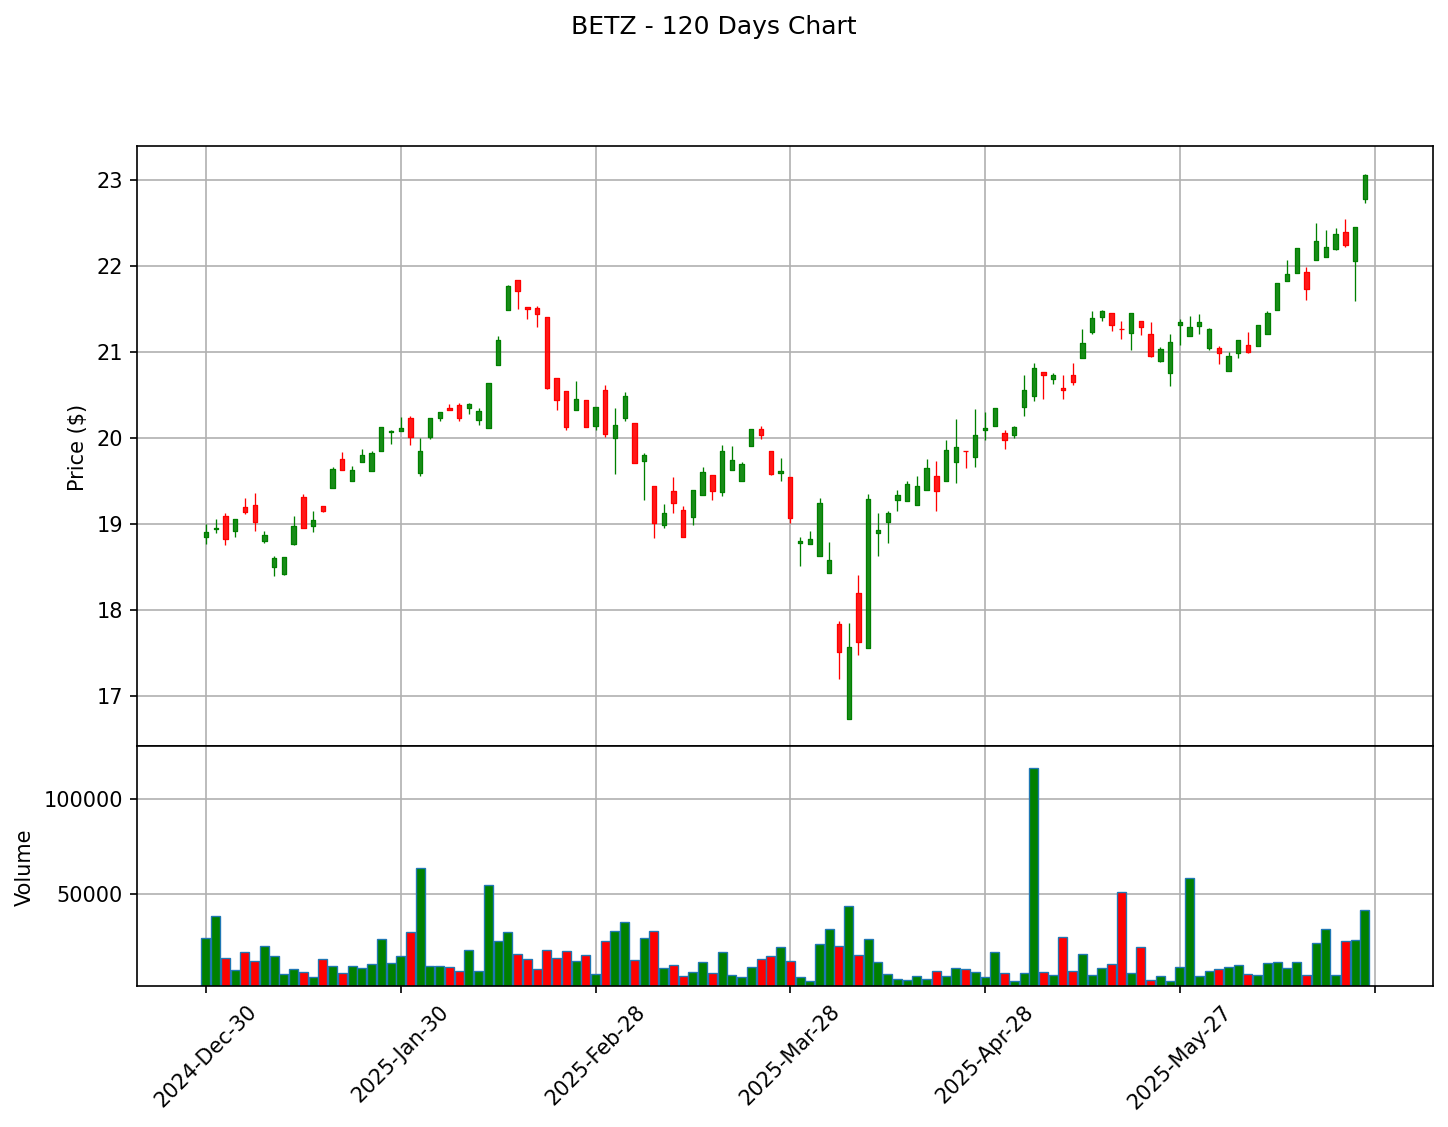 BETZ - 120 Days Chart
Price ($)
23
22
21
20
19
18
17
Volume
100000
50000
2024-Dec-30
2025-Jan-30
2025-Feb-28
2025-Mar-28
2025-Apr-28
2025-May-27